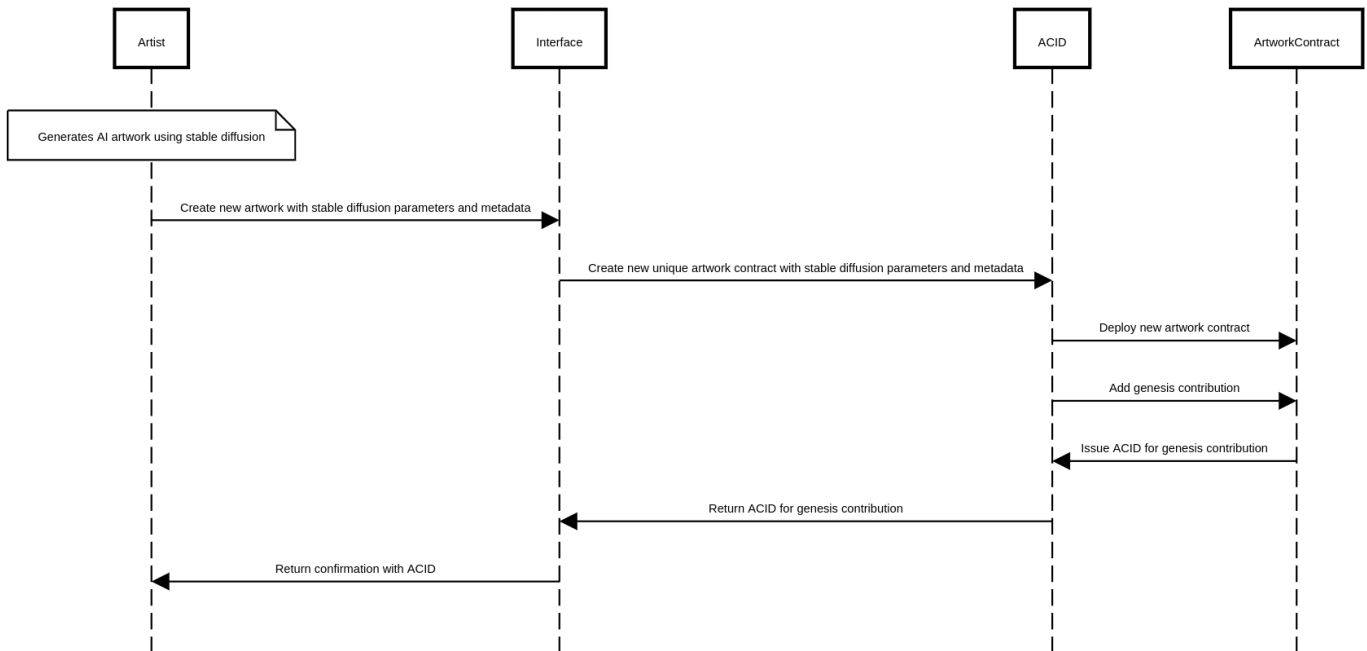 Artist
Interface
ACID
ArtworkContract
Generates AI artwork using stable diffusion
Create new artwork with stable diffusion parameters and metadata
Create new unique artwork contract with stable diffusion parameters and metadata
Deploy new artwork contract
Add genesis contribution
Issue ACID for genesis contribution
Return ACID for genesis contribution
Return confirmation with ACID